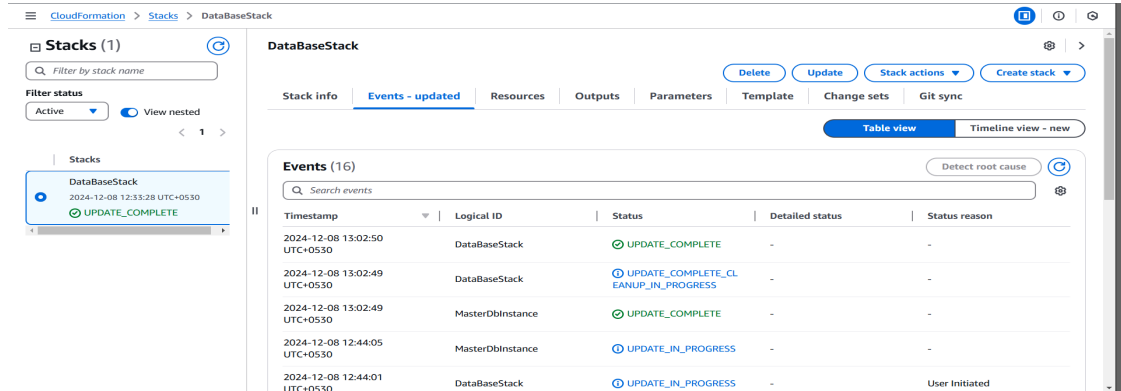 CloudFormation > Stacks > DataBaseStack
Stacks (1)
Filter by stack name
Filter status
Active
View nested
< 1 >
Stacks
DataBaseStack
2024-12-08 12:33:28 UTC+0530
UPDATE_COMPLETE
DataBaseStack
Delete
Update
Stack actions
Create stack
Stack info
Events - updated
Resources
Outputs
Parameters
Template
Change sets
Git sync
Table view
Timeline view - new
Events (16)
Detect root cause
Search events
Timestamp
Logical ID
Status
Detailed status
Status reason
2024-12-08 13:02:50
UTC+0530
DataBaseStack
UPDATE_COMPLETE
-
-
2024-12-08 13:02:49
UTC+0530
DataBaseStack
UPDATE_COMPLETE_CL
EANUP_IN_PROGRESS
-
-
2024-12-08 13:02:49
UTC+0530
MasterDbInstance
UPDATE_COMPLETE
-
-
2024-12-08 12:44:05
UTC+0530
MasterDbInstance
UPDATE_IN_PROGRESS
-
-
2024-12-08 12:44:01
UTC+0530
DataBaseStack
UPDATE_IN_PROGRESS
-
User Initiated